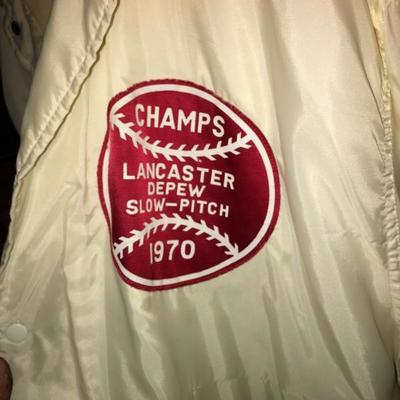 CHAMPS
LANCASTER
DEPEW
SLOW-PITCH
1970